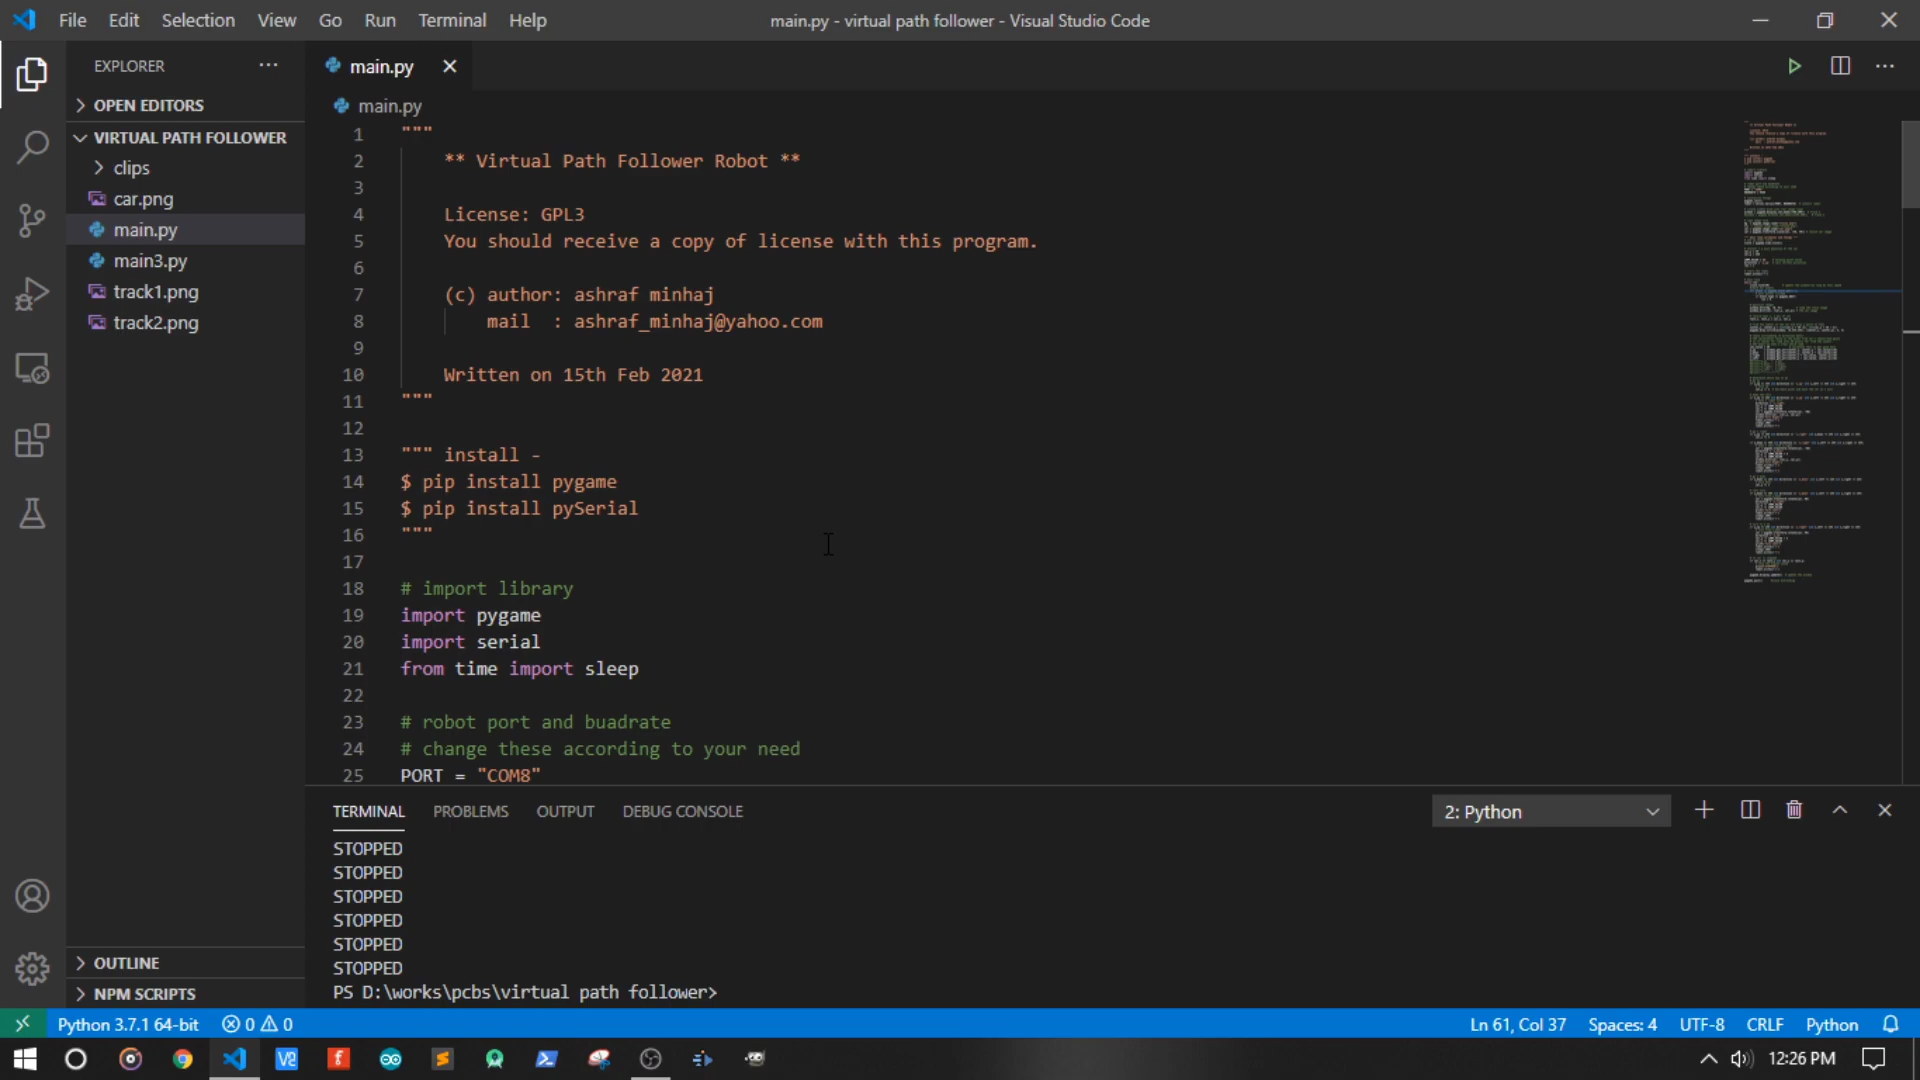 File Edit Selection View Go Run Terminal Help
main.py - virtual path follower - Visual Studio Code
EXPLORER
OPEN EDITORS
VIRTUAL PATH FOLLOWER
clips
car.png
main.py
main3.py
track1.png
track2.png
OUTLINE
NPM SCRIPTS
main.py
main.py
1 """
2 ** Virtual Path Follower Robot **
3
4 License: GPL3
5 You should receive a copy of license with this program.
6
7 (c) author: ashraf minhaj
8 mail : ashraf_minhaj@yahoo.com
9
10 Written on 15th Feb 2021
11 """
12
13 """ install -
14 $ pip install pygame
15 $ pip install pySerial
16 """
17
18 # import library
19 import pygame
20 import serial
21 from time import sleep
22
23 # robot port and buadrate
24 # change these according to your need
25 PORT = "COM8"
TERMINAL PROBLEMS OUTPUT DEBUG CONSOLE 2: Python
STOPPED
STOPPED
STOPPED
STOPPED
STOPPED
STOPPED
PS D:\works\pcbs\virtual path follower>
Python 3.7.1 64-bit 0 0 Ln 61, Col 37 Spaces: 4 UTF-8 CRLF Python
12:26 PM